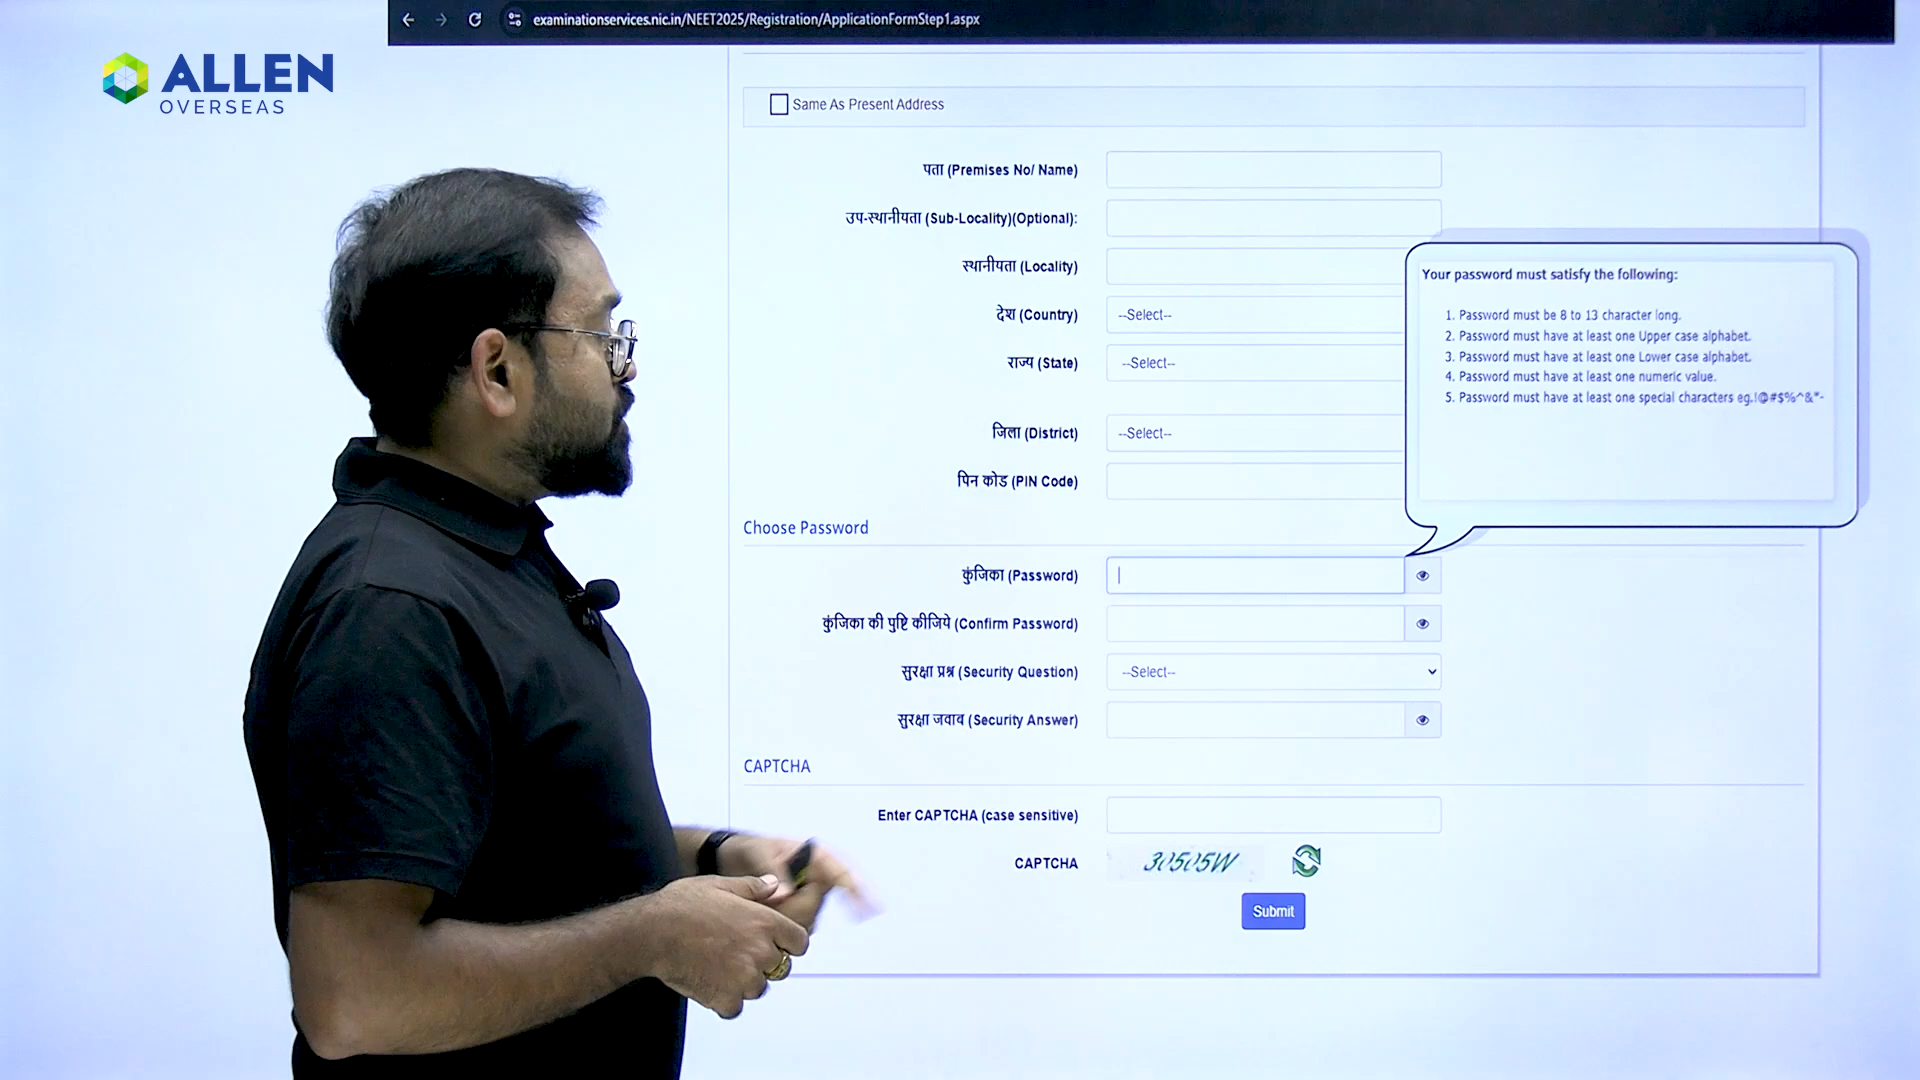 examinationservices.nic.in/NEET2025/Registration/ApplicationFormStep1.aspx
ALLEN
OVERSEAS
Same As Present Address
पता (Premises No/ Name)
उप-स्थानीयता (Sub-Locality)(Optional):
स्थानीयता (Locality)
देश (Country) --Select--
राज्य (State) --Select--
जिला (District) --Select--
पिन कोड (PIN Code)
Your password must satisfy the following:
1. Password must be 8 to 13 character long.
2. Password must have at least one Upper case alphabet.
3. Password must have at least one Lower case alphabet.
4. Password must have at least one numeric value.
5. Password must have at least one special characters eg.!@#$%^&*-
Choose Password
कुंजिका (Password)
कुंजिका की पुष्टि कीजिये (Confirm Password)
सुरक्षा प्रश्न (Security Question) --Select--
सुरक्षा जवाब (Security Answer)
CAPTCHA
Enter CAPTCHA (case sensitive)
CAPTCHA 30505W
Submit